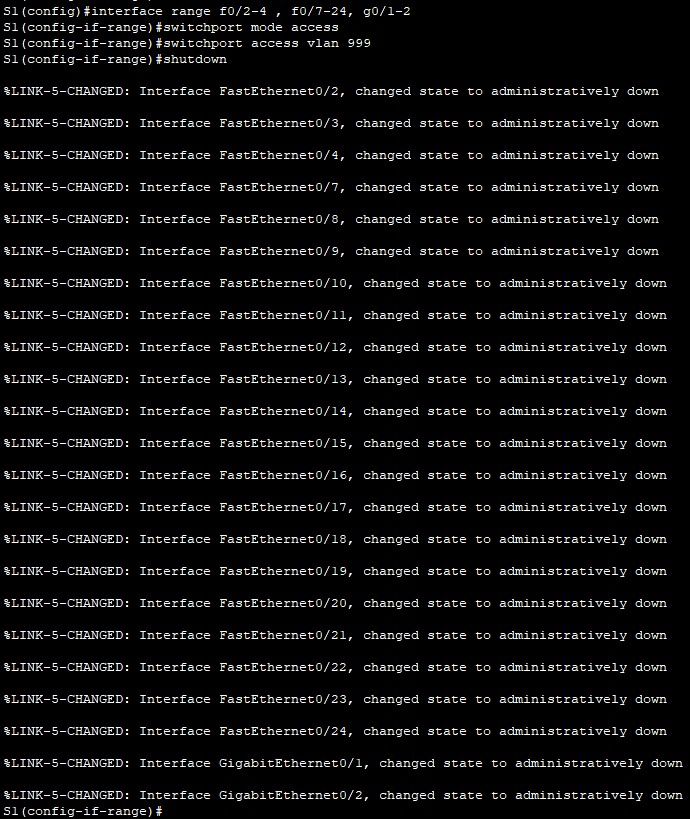 S1(config)#interface range f0/2-4 , f0/7-24, g0/1-2
S1(config-if-range)#switchport mode access
S1(config-if-range)#switchport access vlan 999
S1(config-if-range)#shutdown
%LINK-5-CHANGED: Interface FastEthernet0/2, changed state to administratively down
%LINK-5-CHANGED: Interface FastEthernet0/3, changed state to administratively down
%LINK-5-CHANGED: Interface FastEthernet0/4, changed state to administratively down
%LINK-5-CHANGED: Interface FastEthernet0/7, changed state to administratively down
%LINK-5-CHANGED: Interface FastEthernet0/8, changed state to administratively down
%LINK-5-CHANGED: Interface FastEthernet0/9, changed state to administratively down
%LINK-5-CHANGED: Interface FastEthernet0/10, changed state to administratively down
%LINK-5-CHANGED: Interface FastEthernet0/11, changed state to administratively down
%LINK-5-CHANGED: Interface FastEthernet0/12, changed state to administratively down
%LINK-5-CHANGED: Interface FastEthernet0/13, changed state to administratively down
%LINK-5-CHANGED: Interface FastEthernet0/14, changed state to administratively down
%LINK-5-CHANGED: Interface FastEthernet0/15, changed state to administratively down
%LINK-5-CHANGED: Interface FastEthernet0/16, changed state to administratively down
%LINK-5-CHANGED: Interface FastEthernet0/17, changed state to administratively down
%LINK-5-CHANGED: Interface FastEthernet0/18, changed state to administratively down
%LINK-5-CHANGED: Interface FastEthernet0/19, changed state to administratively down
%LINK-5-CHANGED: Interface FastEthernet0/20, changed state to administratively down
%LINK-5-CHANGED: Interface FastEthernet0/21, changed state to administratively down
%LINK-5-CHANGED: Interface FastEthernet0/22, changed state to administratively down
%LINK-5-CHANGED: Interface FastEthernet0/23, changed state to administratively down
%LINK-5-CHANGED: Interface FastEthernet0/24, changed state to administratively down
%LINK-5-CHANGED: Interface GigabitEthernet0/1, changed state to administratively down
%LINK-5-CHANGED: Interface GigabitEthernet0/2, changed state to administratively down
S1(config-if-range)#